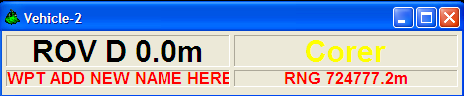 Vehicle-2
ROV D 0.0m
Corer
WPT ADD NEW NAME HERE
RNG 724777.2m